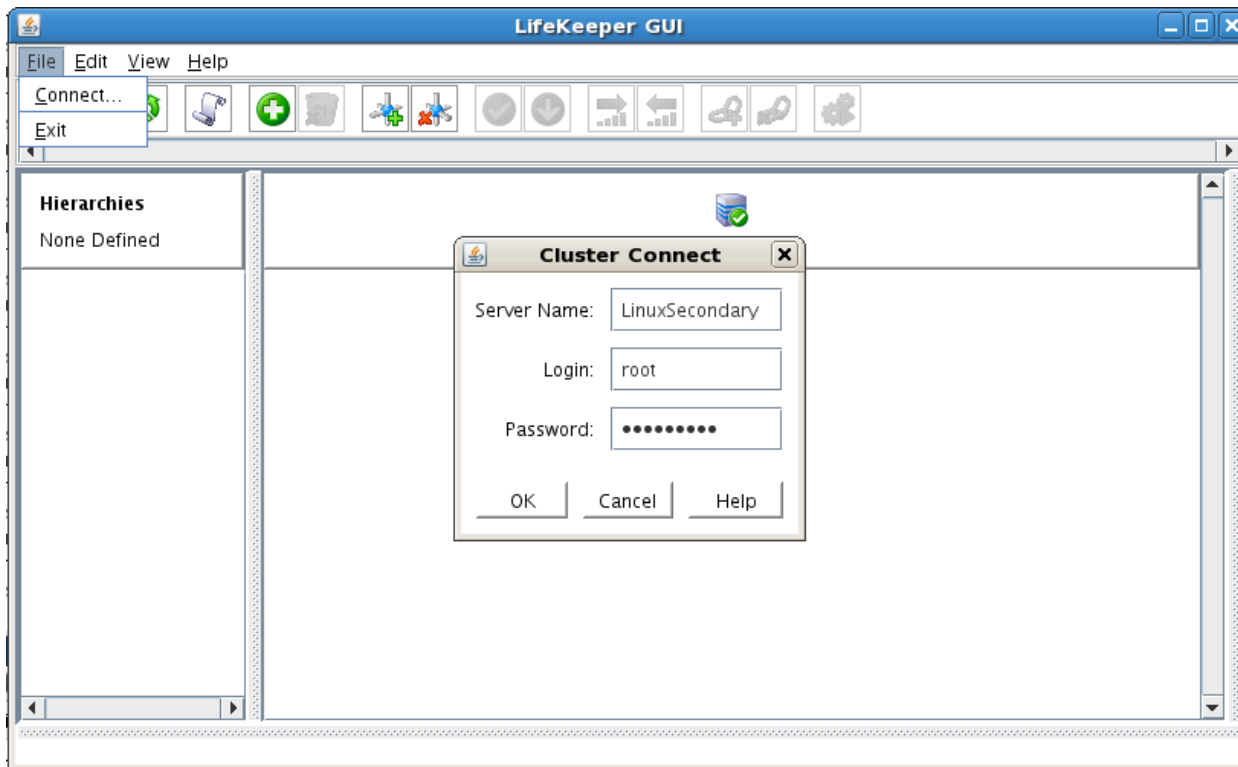 LifeKeeper GUI
File Edit View Help
Connect...
Exit
Hierarchies
None Defined
Cluster Connect
Server Name: LinuxSecondary
Login: root
Password: •••••••••
OK Cancel Help